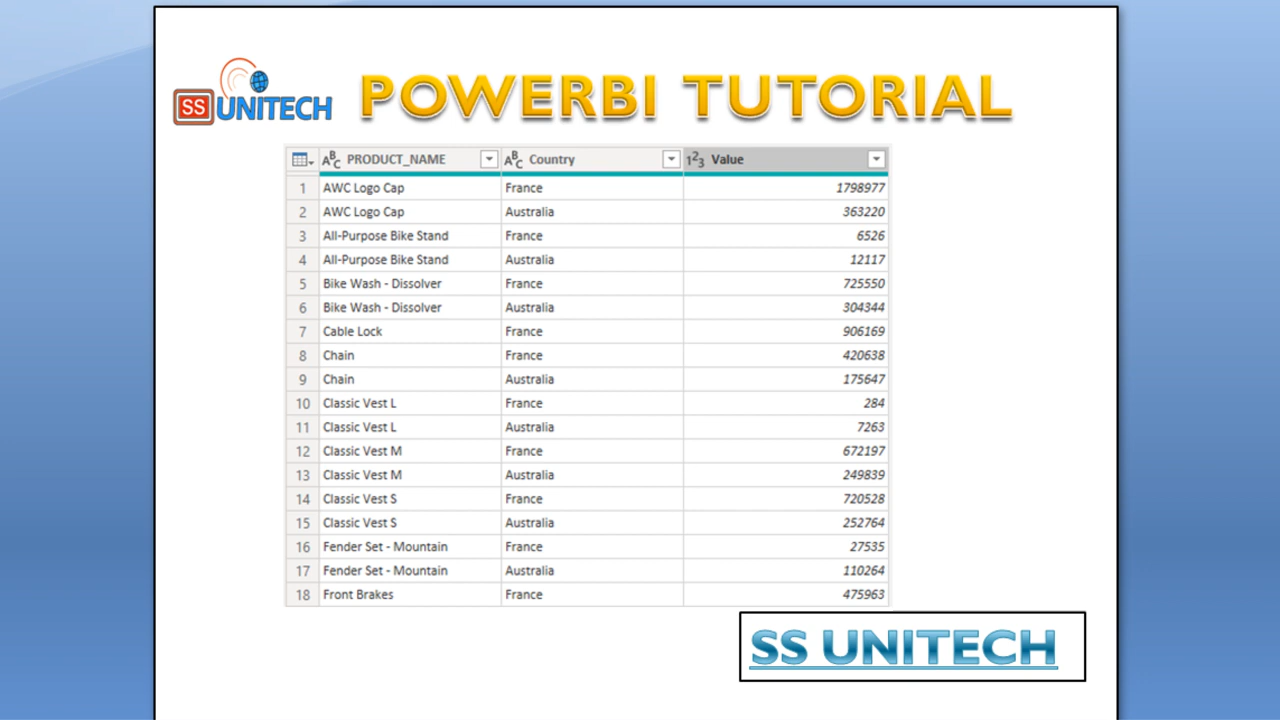 SS UNITECH POWERBI TUTORIAL
PRODUCT_NAME Country Value
1 AWC Logo Cap France 1798977
2 AWC Logo Cap Australia 363220
3 All-Purpose Bike Stand France 6526
4 All-Purpose Bike Stand Australia 12117
5 Bike Wash - Dissolver France 725550
6 Bike Wash - Dissolver Australia 304344
7 Cable Lock France 906169
8 Chain France 420638
9 Chain Australia 175647
10 Classic Vest L France 284
11 Classic Vest L Australia 7263
12 Classic Vest M France 672197
13 Classic Vest M Australia 249839
14 Classic Vest S France 720528
15 Classic Vest S Australia 252764
16 Fender Set - Mountain France 27535
17 Fender Set - Mountain Australia 110264
18 Front Brakes France 475963
SS UNITECH